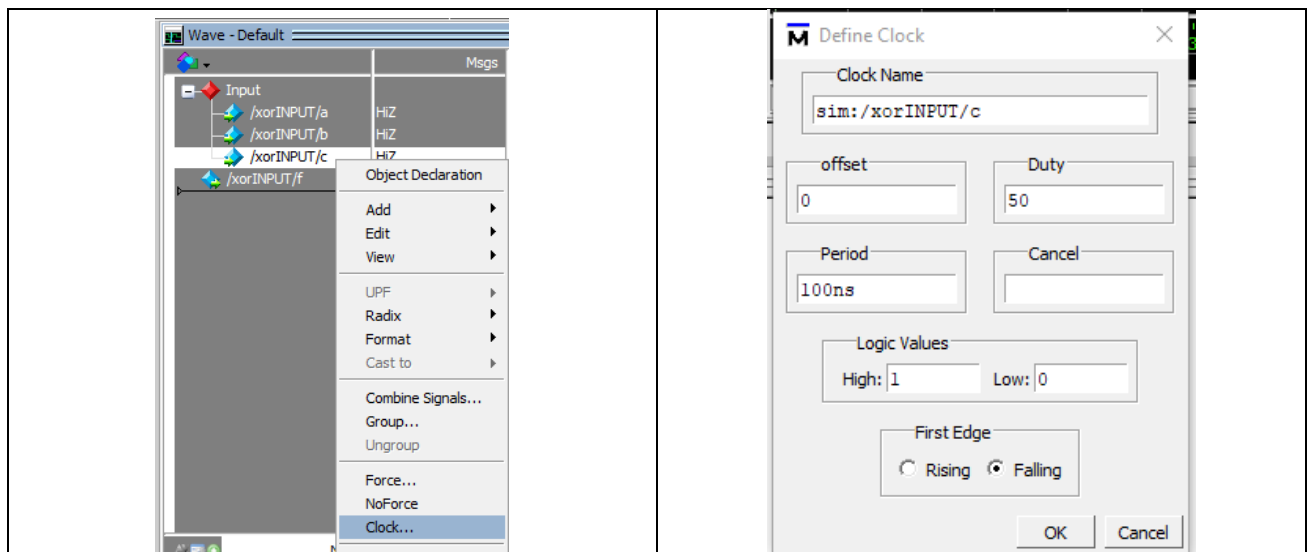 Wave - Default
Msgs
Input
/xorINPUT/a HiZ
/xorINPUT/b HiZ
/xorINPUT/c HiZ
/xorINPUT/f
Object Declaration
Add
Edit
View
UPF
Radix
Format
Cast to
Combine Signals...
Group...
Ungroup
Force...
NoForce
Clock...
Define Clock
Clock Name
sim:/xorINPUT/c
offset Duty
0 50
Period Cancel
100ns
Logic Values
High: 1 Low: 0
First Edge
Rising Falling
OK Cancel